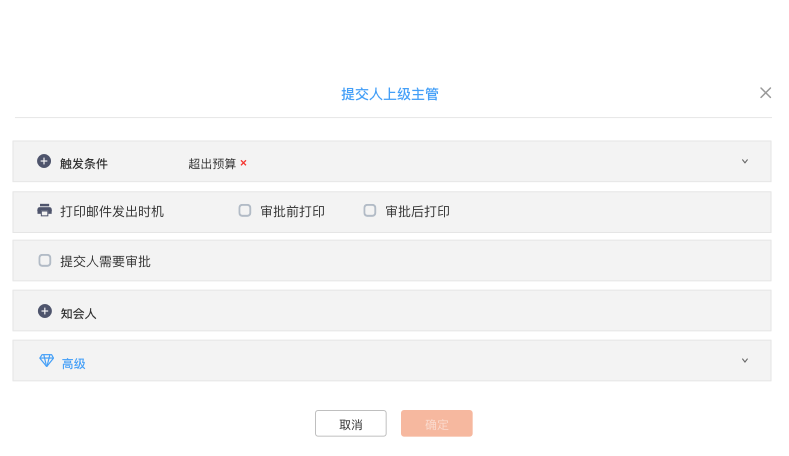 提交人上级主管
触发条件 超出预算 ×
打印邮件发出时机 审批前打印 审批后打印
提交人需要审批
知会人
高级
取消 确定